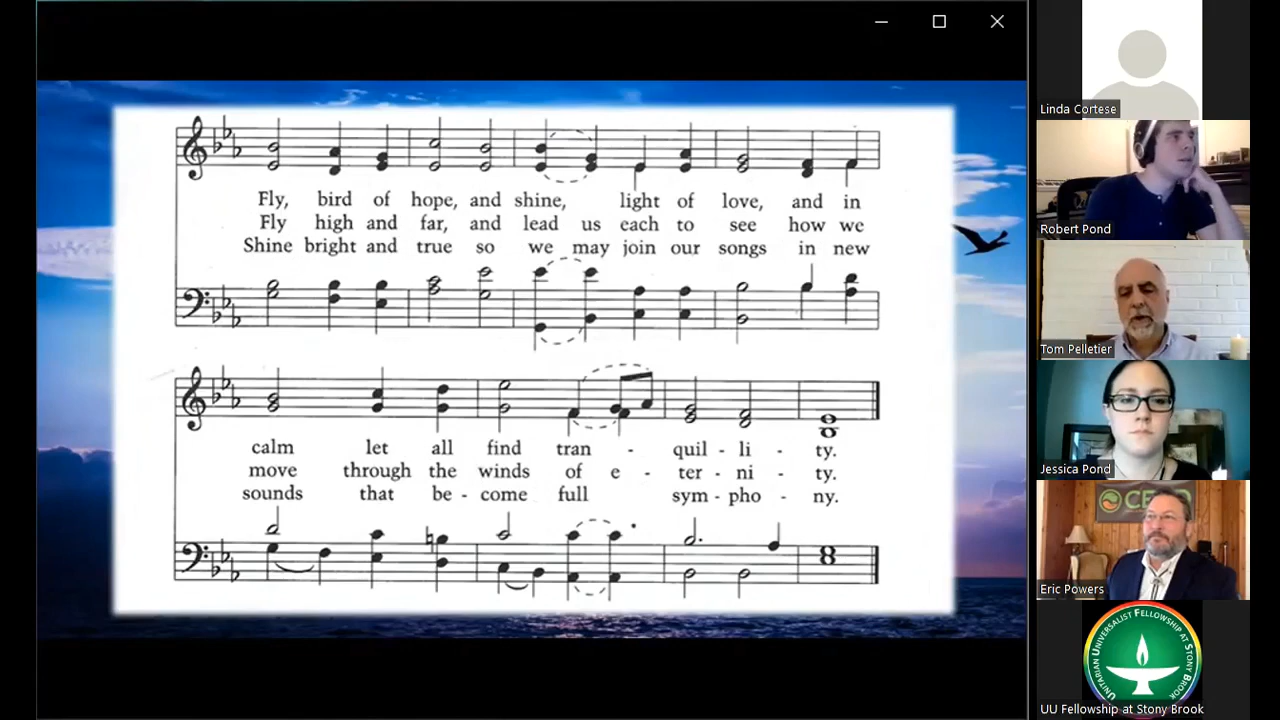 Fly, bird of hope, and shine, light of love, and in
Fly high and far, and lead us each to see how we
Shine bright and true so we may join our songs in new
calm let all find tran - quil - li - ty.
move through the winds of e - ter - ni - ty.
sounds that be - come full sym - pho - ny.
Linda Cortese
Robert Pond
Tom Pelletier
Jessica Pond
Eric Powers
UNITARIAN UNIVERSALIST FELLOWSHIP AT STONY BROOK
UU Fellowship at Stony Brook